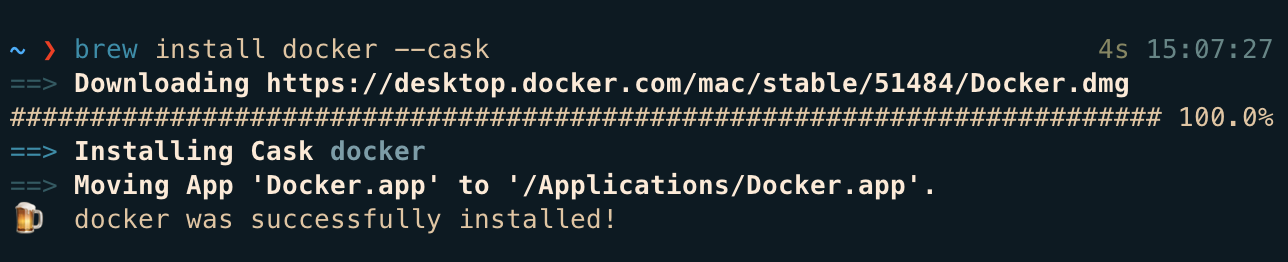 ~ ❯ brew install docker --cask 4s 15:07:27
==> Downloading https://desktop.docker.com/mac/stable/51484/Docker.dmg
######################################################################## 100.0%
==> Installing Cask docker
==> Moving App 'Docker.app' to '/Applications/Docker.app'.
🍺 docker was successfully installed!